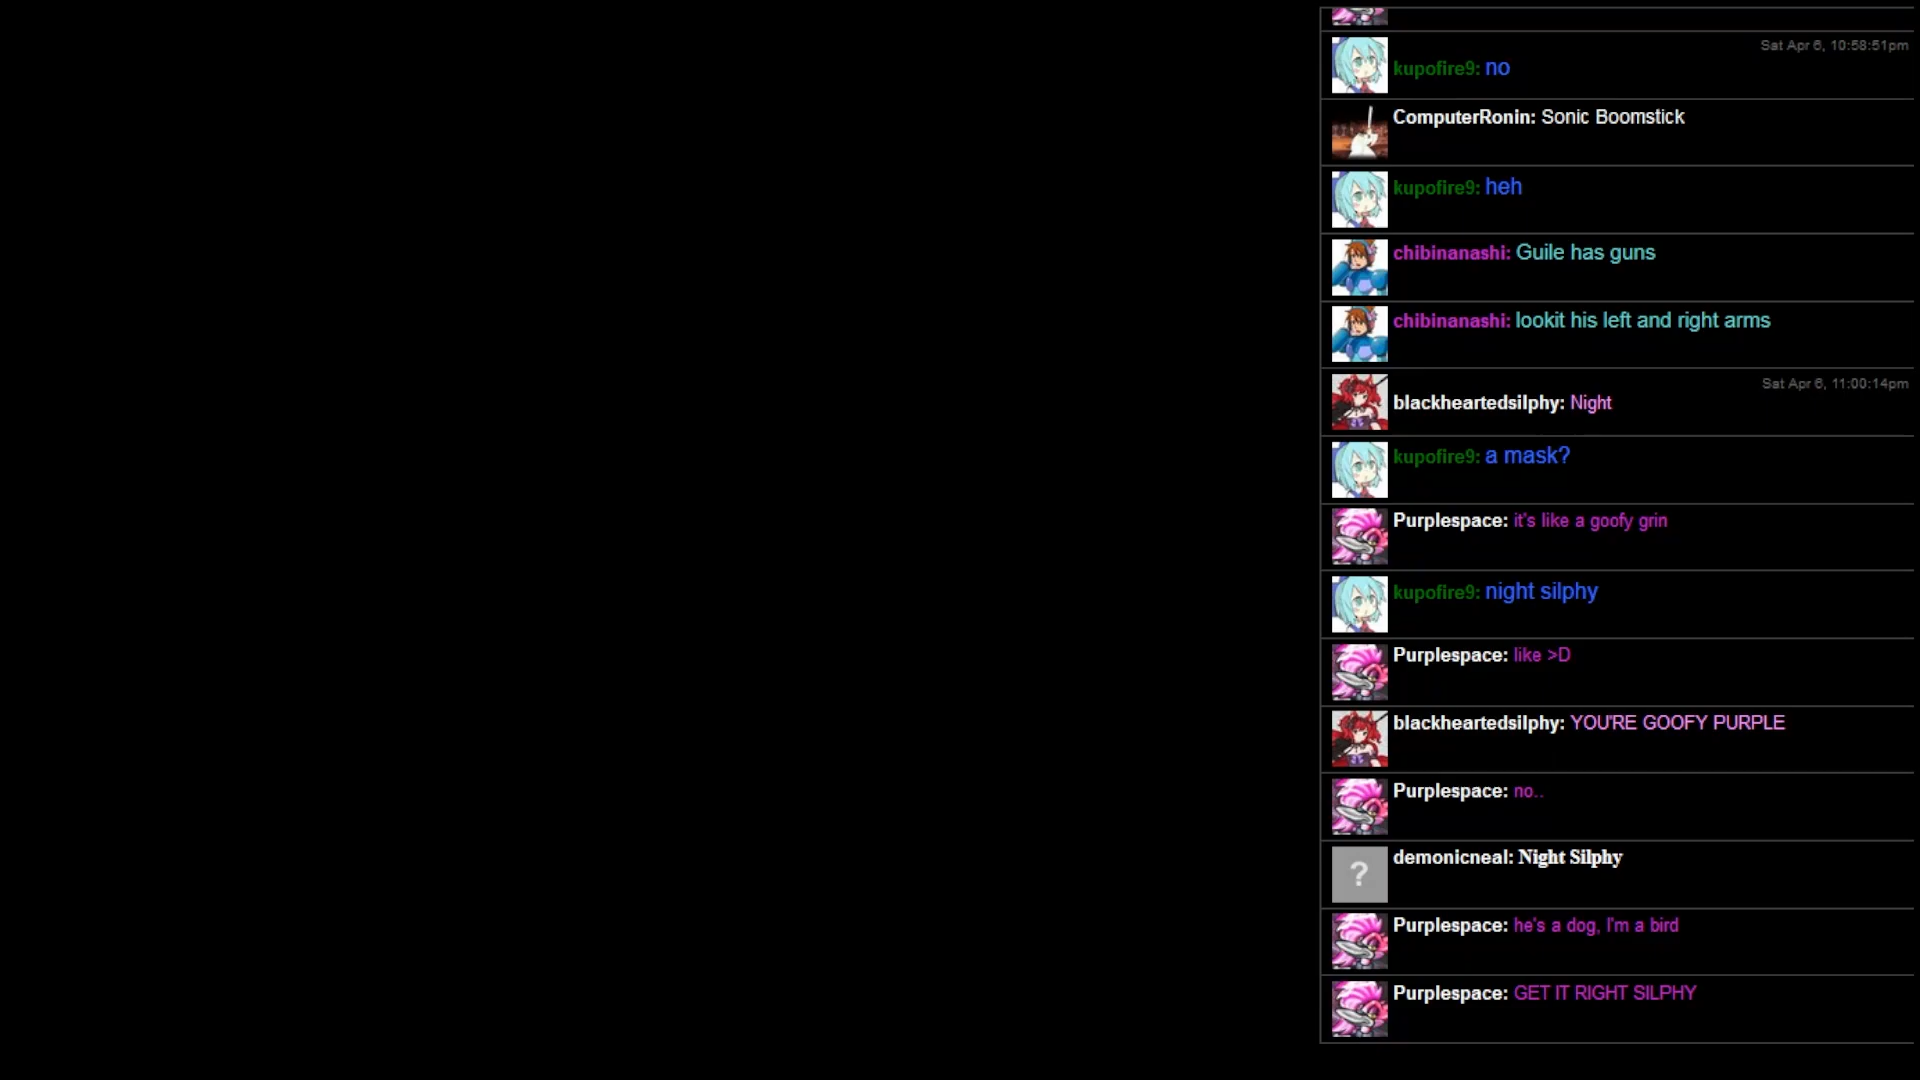 Sat Apr 6, 10:58:51pm
kupofire9: no
ComputerRonin: Sonic Boomstick
kupofire9: heh
chibinanashi: Guile has guns
chibinanashi: lookit his left and right arms
Sat Apr 6, 11:00:14pm
blackheartedsilphy: Night
kupofire9: a mask?
Purplespace: it's like a goofy grin
kupofire9: night silphy
Purplespace: like >D
blackheartedsilphy: YOU'RE GOOFY PURPLE
Purplespace: no..
?
demonicneal: Night Silphy
Purplespace: he's a dog, I'm a bird
Purplespace: GET IT RIGHT SILPHY